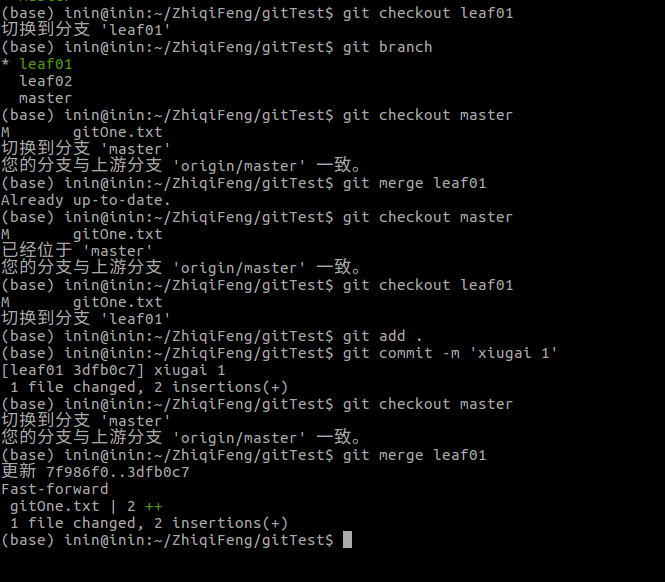 (base) inin@inin:~/ZhiqiFeng/gitTest$ git checkout leaf01
切换到分支 'leaf01'
(base) inin@inin:~/ZhiqiFeng/gitTest$ git branch
* leaf01
  leaf02
  master
(base) inin@inin:~/ZhiqiFeng/gitTest$ git checkout master
M       gitOne.txt
切换到分支 'master'
您的分支与上游分支 'origin/master' 一致。
(base) inin@inin:~/ZhiqiFeng/gitTest$ git merge leaf01
Already up-to-date.
(base) inin@inin:~/ZhiqiFeng/gitTest$ git checkout master
M       gitOne.txt
已经位于 'master'
您的分支与上游分支 'origin/master' 一致。
(base) inin@inin:~/ZhiqiFeng/gitTest$ git checkout leaf01
M       gitOne.txt
切换到分支 'leaf01'
(base) inin@inin:~/ZhiqiFeng/gitTest$ git add .
(base) inin@inin:~/ZhiqiFeng/gitTest$ git commit -m 'xiugai 1'
[leaf01 3dfb0c7] xiugai 1
 1 file changed, 2 insertions(+)
(base) inin@inin:~/ZhiqiFeng/gitTest$ git checkout master
切换到分支 'master'
您的分支与上游分支 'origin/master' 一致。
(base) inin@inin:~/ZhiqiFeng/gitTest$ git merge leaf01
更新 7f986f0..3dfb0c7
Fast-forward
 gitOne.txt | 2 ++
 1 file changed, 2 insertions(+)
(base) inin@inin:~/ZhiqiFeng/gitTest$